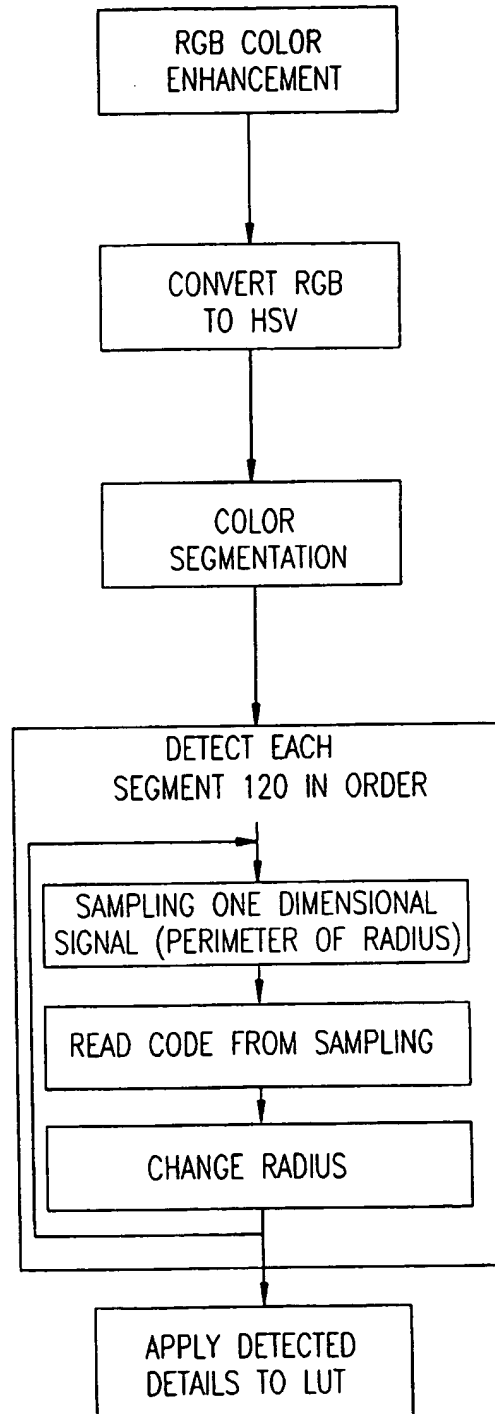 RGB COLOR
ENHANCEMENT
CONVERT RGB
TO HSV
COLOR
SEGMENTATION
DETECT EACH
SEGMENT 120 IN ORDER
SAMPLING ONE DIMENSIONAL
SIGNAL (PERIMETER OF RADIUS)
READ CODE FROM SAMPLING
CHANGE RADIUS
APPLY DETECTED
DETAILS TO LUT